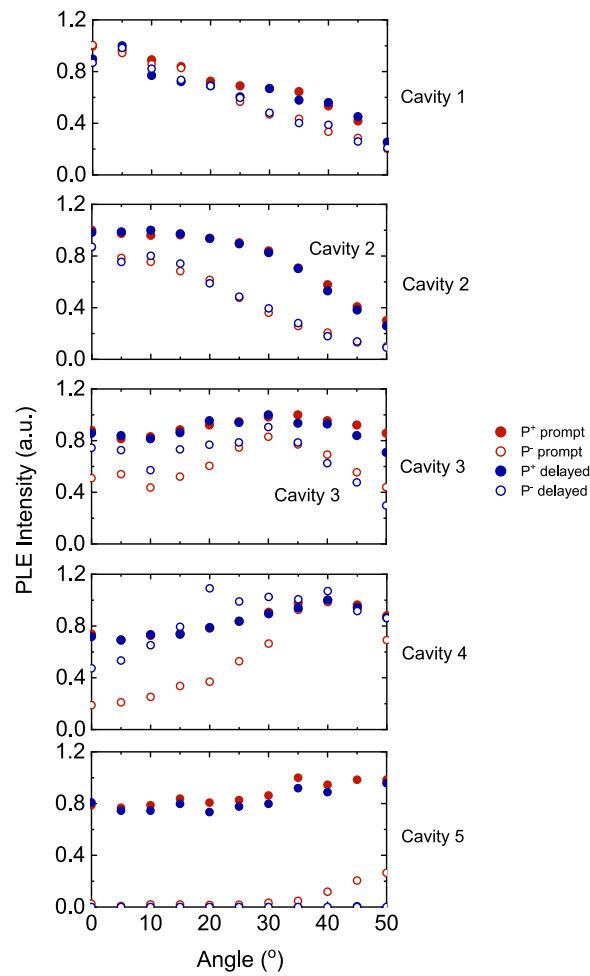 1.2
0.8
0.4
0.0
Cavity 1
1.2
0.8
0.4
0.0
Cavity 2
Cavity 2
1.2
0.8
0.4
0.0
Cavity 3
Cavity 3
1.2
0.8
0.4
0.0
Cavity 4
1.2
0.8
0.4
0.0
Cavity 5
0 10 20 30 40 50
Angle (º)
PLE Intensity (a.u.)
P⁺ prompt
P⁻ prompt
P⁺ delayed
P⁻ delayed